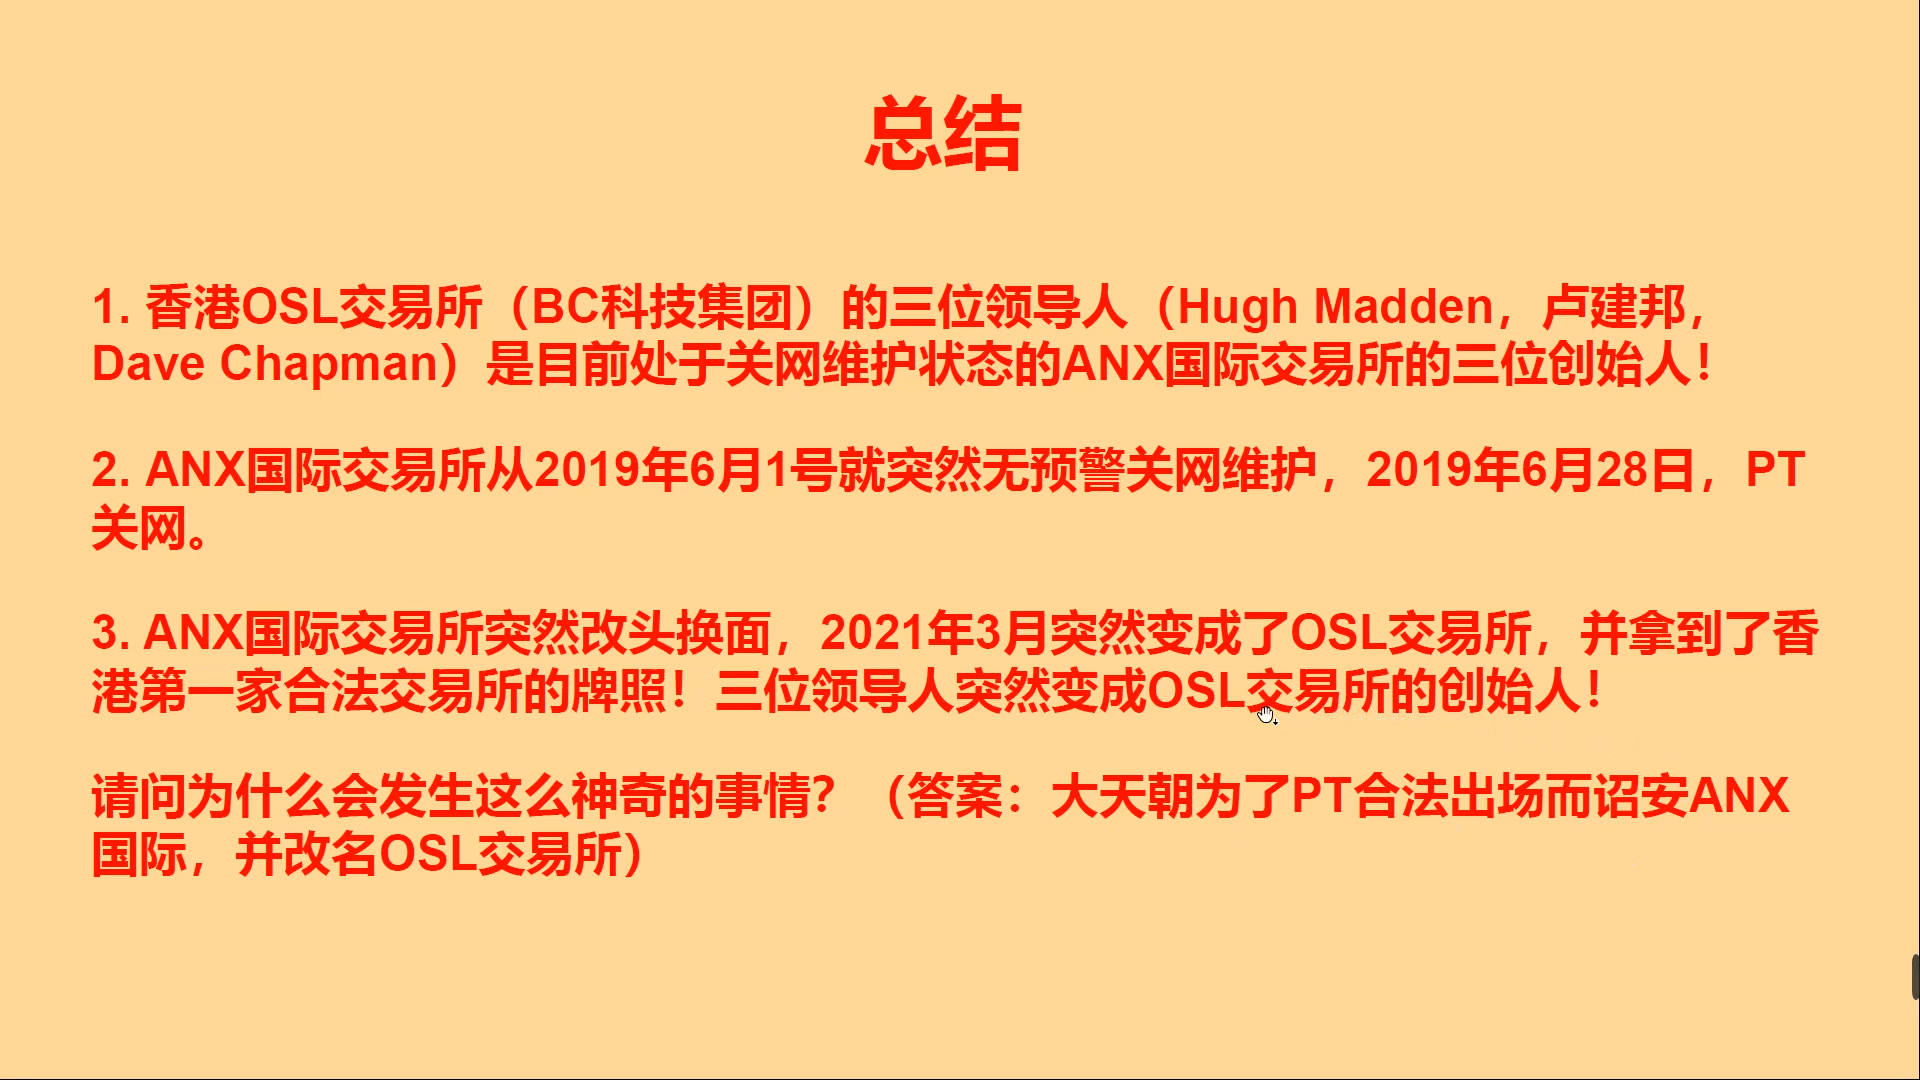 总结
1. 香港OSL交易所（BC科技集团）的三位领导人（Hugh Madden，卢建邦，
Dave Chapman）是目前处于关网维护状态的ANX国际交易所的三位创始人！
2. ANX国际交易所从2019年6月1号就突然无预警关网维护，2019年6月28日，PT
关网。
3. ANX国际交易所突然改头换面，2021年3月突然变成了OSL交易所，并拿到了香
港第一家合法交易所的牌照！三位领导人突然变成OSL交易所的创始人！
请问为什么会发生这么神奇的事情？（答案：大天朝为了PT合法出场而诏安ANX
国际，并改名OSL交易所）